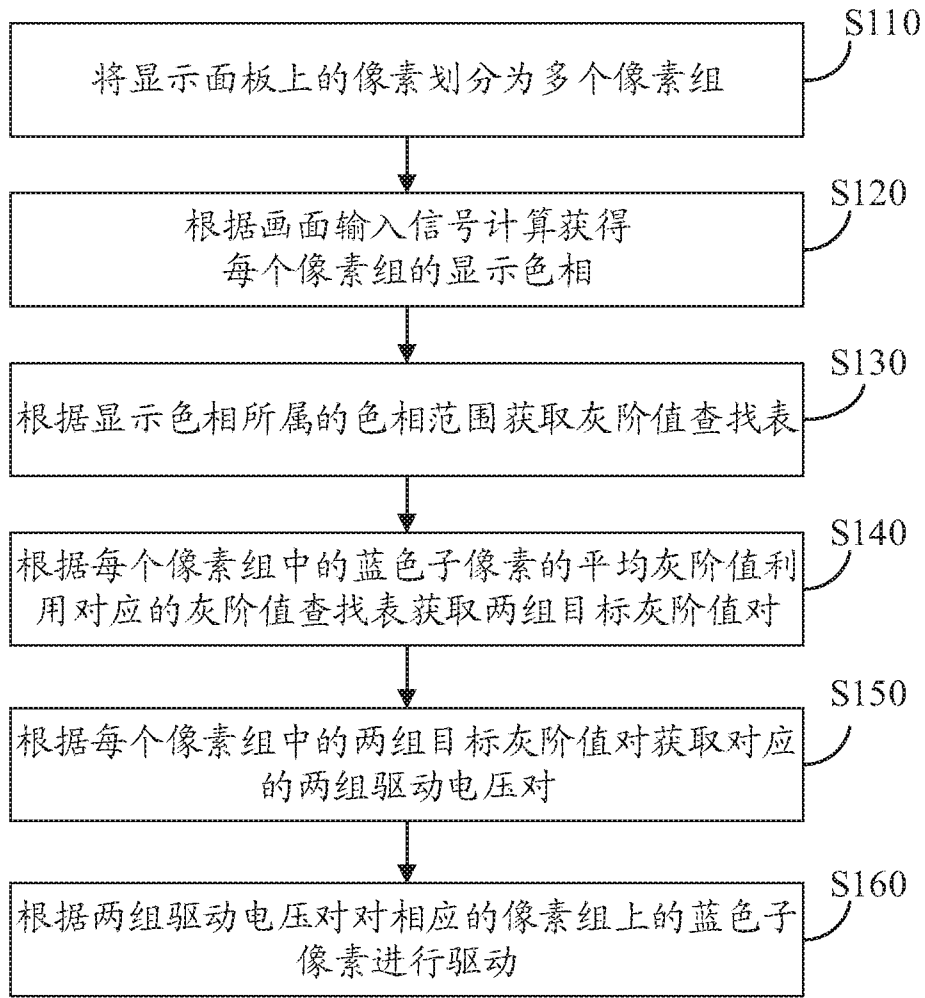 S110
将显示面板上的像素划分为多个像素组
S120
根据画面输入信号计算获得
每个像素组的显示色相
S130
根据显示色相所属的色相范围获取灰阶值查找表
S140
根据每个像素组中的蓝色子像素的平均灰阶值利
用对应的灰阶值查找表获取两组目标灰阶值对
S150
根据每个像素组中的两组目标灰阶值对获取对应
的两组驱动电压对
S160
根据两组驱动电压对对相应的像素组上的蓝色子
像素进行驱动